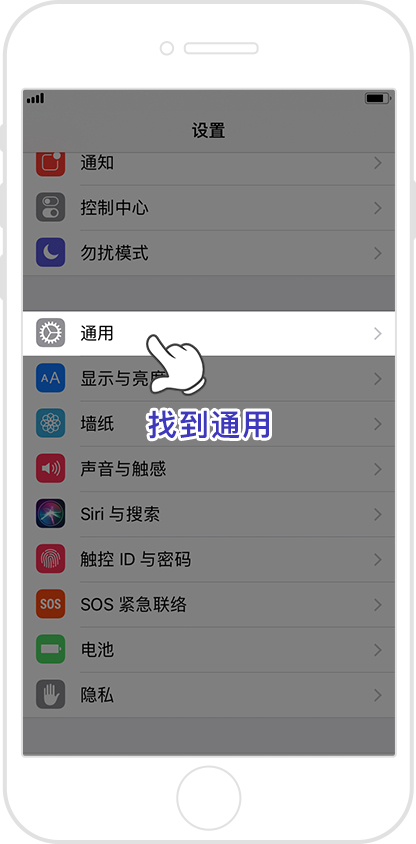 设置
通知
控制中心
勿扰模式
通用
显示与亮度
找到通用
墙纸
声音与触感
Siri 与搜索
触控 ID 与密码
SOS 紧急联络
电池
隐私